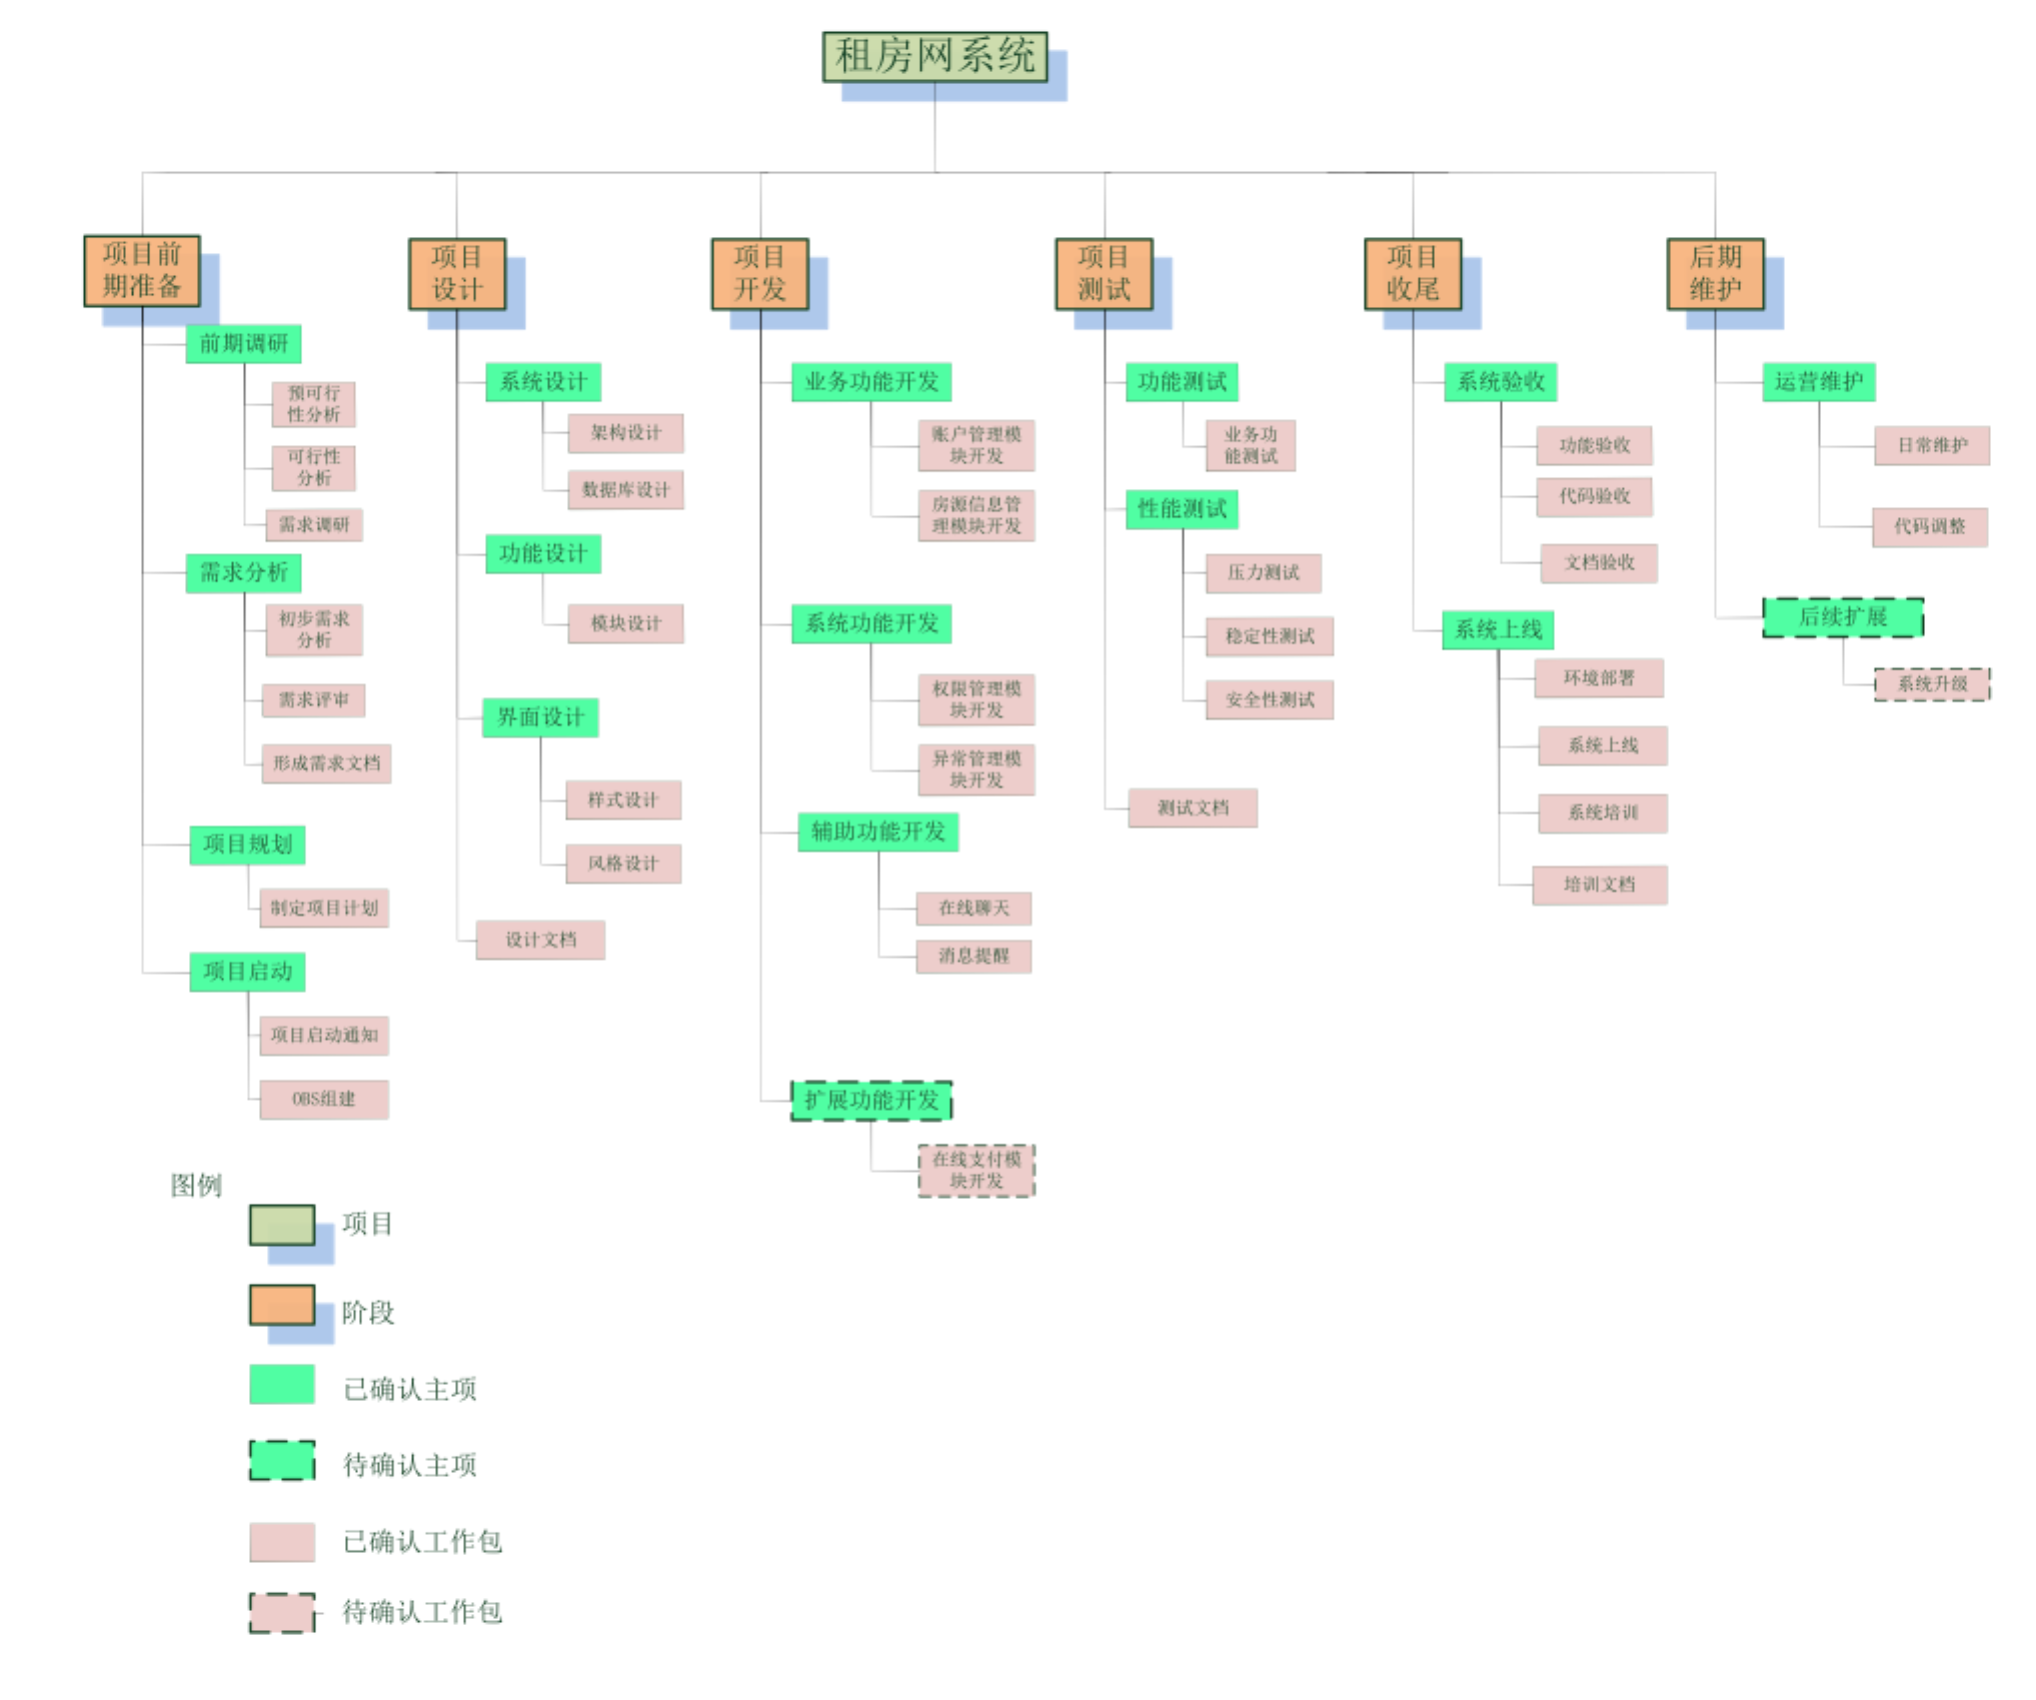 租房网系统
项目前
期准备
前期调研
预可行
性分析
可行性
分析
需求调研
需求分析
初步需求
分析
需求评审
形成需求文档
项目规划
制定项目计划
项目启动
项目启动通知
OBS组建
项目
设计
系统设计
架构设计
数据库设计
功能设计
模块设计
界面设计
样式设计
风格设计
设计文档
项目
开发
业务功能开发
账户管理模
块开发
房源信息管
理模块开发
系统功能开发
权限管理模
块开发
异常管理模
块开发
辅助功能开发
在线聊天
消息提醒
扩展功能开发
在线支付模
块开发
项目
测试
功能测试
业务功
能测试
性能测试
压力测试
稳定性测试
安全性测试
测试文档
项目
收尾
系统验收
功能验收
代码验收
文档验收
系统上线
环境部署
系统上线
系统培训
培训文档
后期
维护
运营维护
日常维护
代码调整
后续扩展
系统升级
图例
项目
阶段
已确认主项
待确认主项
已确认工作包
待确认工作包